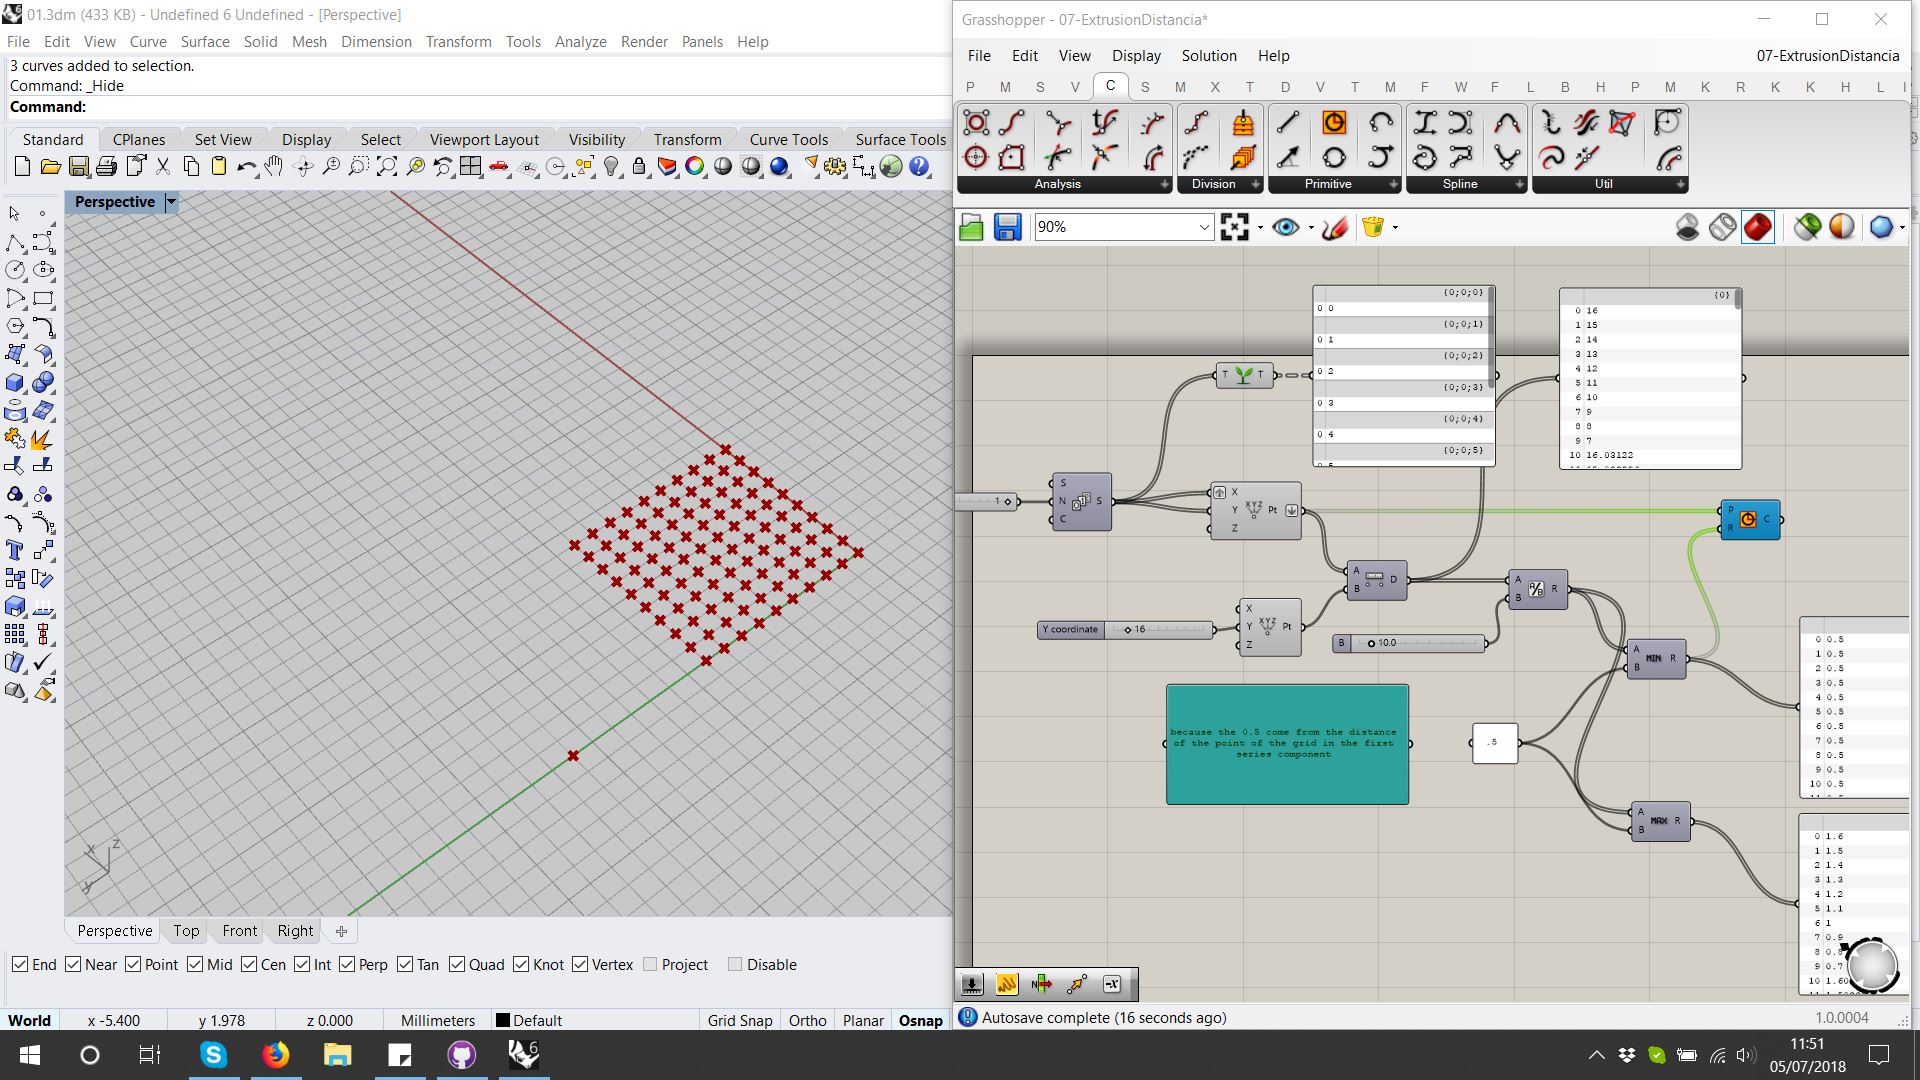 01.3dm (433 KB) - Undefined 6 Undefined - [Perspective]
File Edit View Curve Surface Solid Mesh Dimension Transform Tools Analyze Render Panels Help
3 curves added to selection.
Command: _Hide
Command:
Standard CPlanes Set View Display Select Viewport Layout Visibility Transform Curve Tools Surface Tools
Perspective
x z y
Perspective Top Front Right
End Near Point Mid Cen Int Perp Tan Quad Knot Vertex Project Disable
World x -5.400 y 1.978 z 0.000 Millimeters Default Grid Snap Ortho Planar Osnap
Grasshopper - 07-ExtrusionDistancia*
File Edit View Display Solution Help 07-ExtrusionDistancia
P M S V C S M X T D V T M F W F L B H P M K R K K H L I
Analysis Division Primitive Spline Util
90%
{0;0;0}
0 0
{0;0;1}
0 1
{0;0;2}
0 2
{0;0;3}
0 3
{0;0;4}
0 4
{0;0;5}
{0}
0 16
1 15
2 14
3 13
4 12
5 11
6 10
7 9
8 8
9 7
10 16.03122
T T
1
S N C S
X Y Z XYZ Pt
P R C
A B D
A B A/B R
Y coordinate 16
X Y Z XYZ Pt
B 10.0
A B MIN R
because the 0.5 come from the distance
of the point of the grid in the first
series component
.5
A B MAX R
0 0.5
1 0.5
2 0.5
3 0.5
4 0.5
5 0.5
6 0.5
7 0.5
8 0.5
9 0.5
10 0.5
0 1.6
1 1.5
2 1.4
3 1.3
4 1.2
5 1.1
6 1
7 0.9
8 0.8
9 0.7
Autosave complete (16 seconds ago) 1.0.0004
11:51
05/07/2018